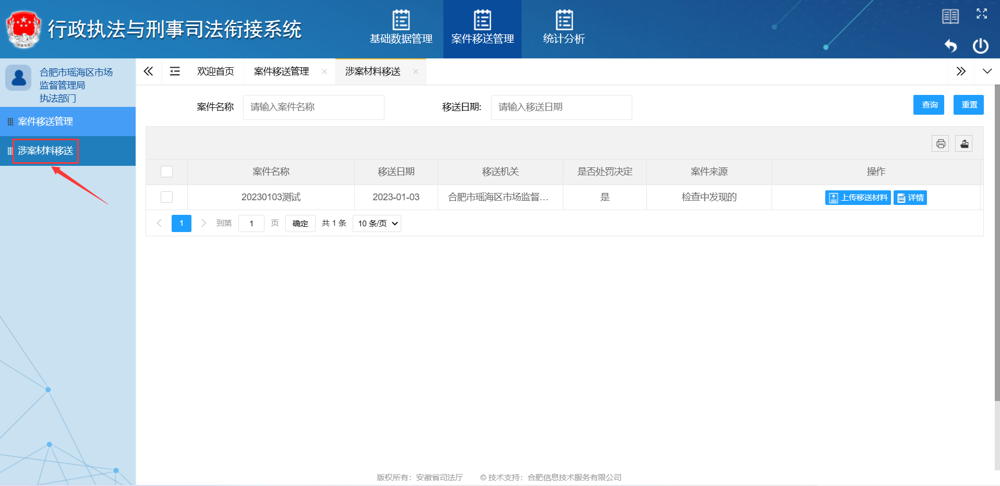 行政执法与刑事司法衔接系统
基础数据管理
案件移送管理
统计分析
合肥市瑶海区市场
监督管理局
执法部门
案件移送管理
涉案材料移送
欢迎首页
案件移送管理
涉案材料移送
案件名称 请输入案件名称
移送日期: 请输入移送日期
查询 重置
案件名称 移送日期 移送机关 是否处罚决定 案件来源 操作
20230103测试 2023-01-03 合肥市瑶海区市场监督... 是 检查中发现的 上传移送材料 详情
1 到第 1 页 确定 共 1 条 10 条/页
版权所有：安徽省司法厅 © 技术支持：合肥信息技术服务有限公司